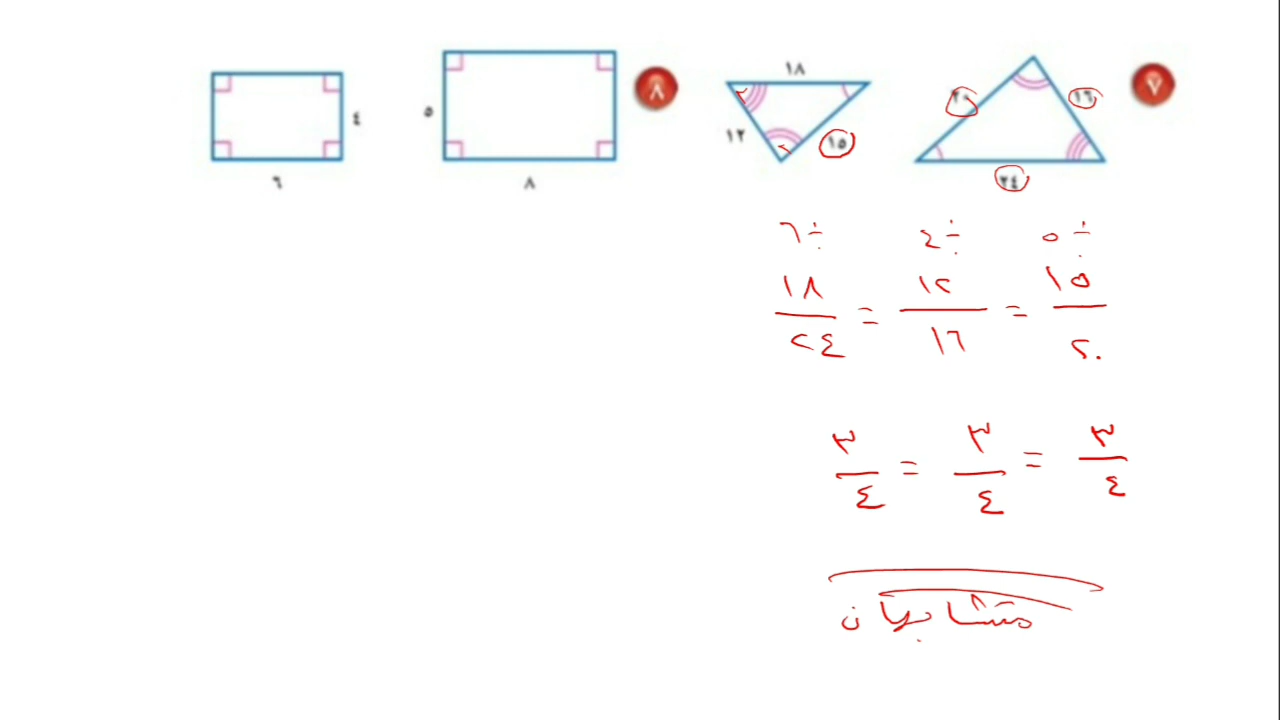 ٧
١٦
٢٠
٢٤
١٨
١٢
١٥
٨
٥
٨
٤
٦
÷٥ ÷٤ ÷٦
١٥ = ١٢ = ١٨
٢٠ ١٦ ٢٤
٣ = ٣ = ٣
٤ ٤ ٤
متشابهان